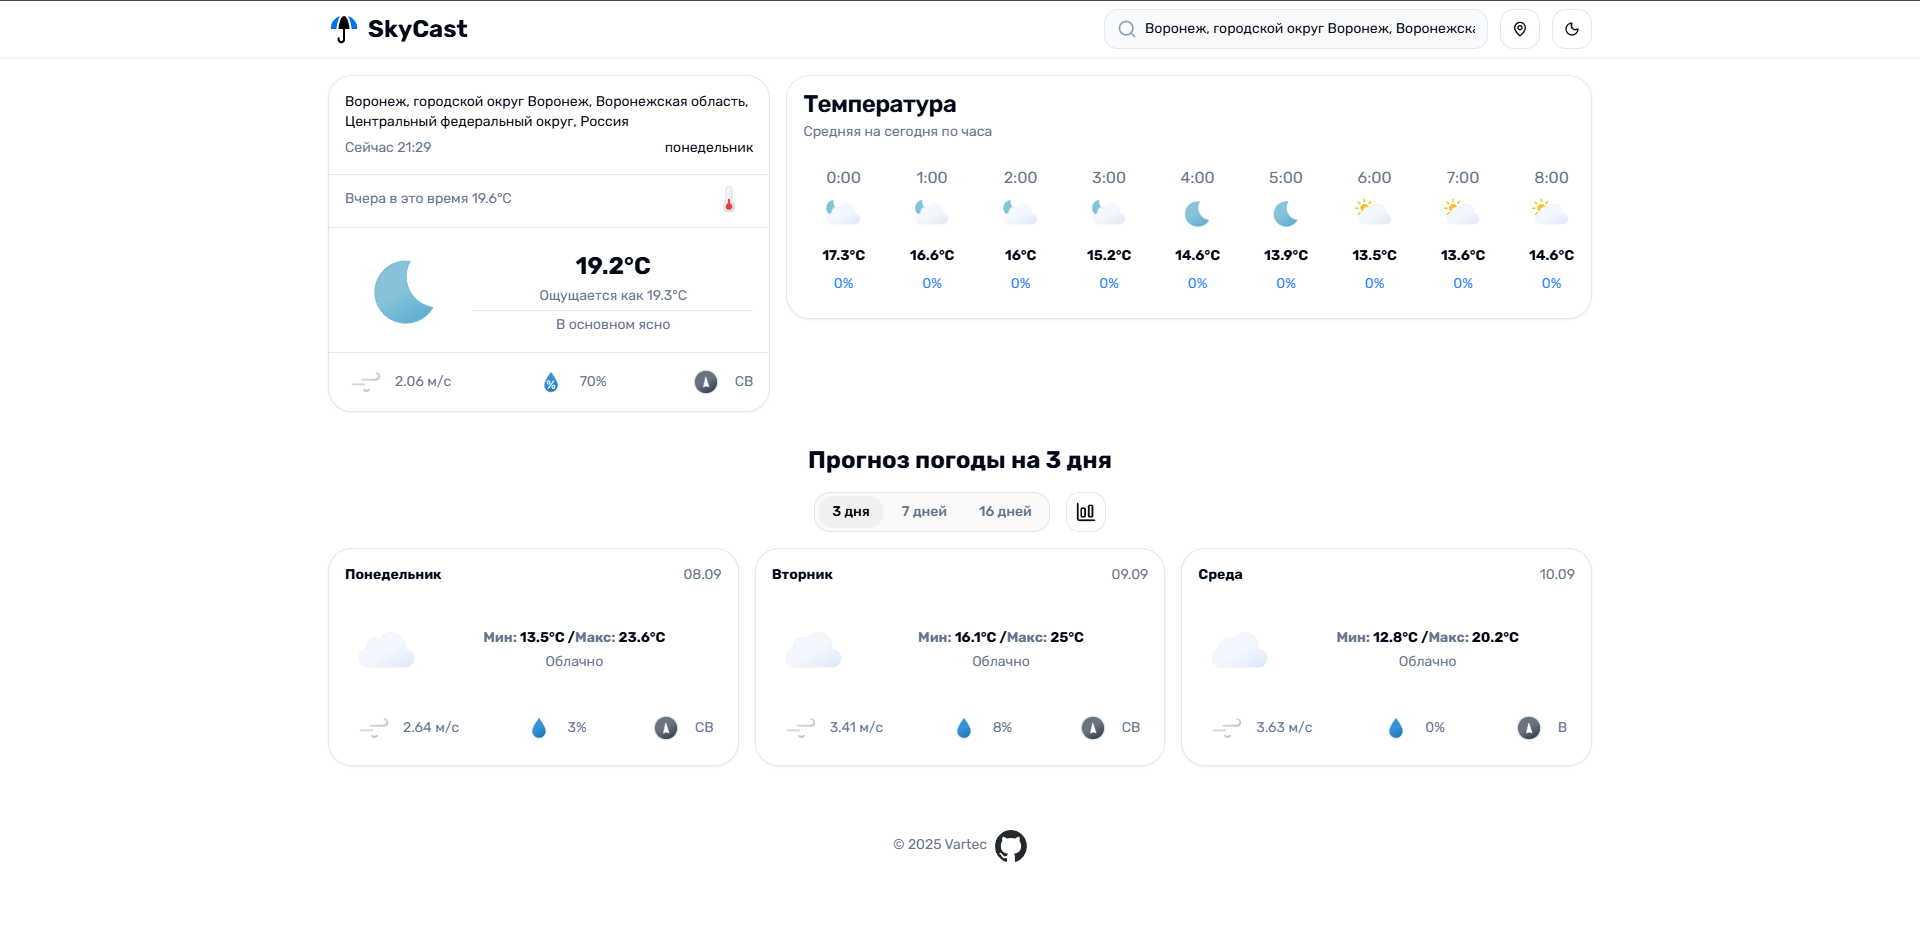 SkyCast
Воронеж, городской округ Воронеж, Воронежска
Воронеж, городской округ Воронеж, Воронежская область,
Центральный федеральный округ, Россия
Сейчас 21:29 понедельник
Вчера в это время 19.6°C
19.2°C
Ощущается как 19.3°C
В основном ясно
2.06 м/с 70% СВ
Температура
Средняя на сегодня по часа
0:00 1:00 2:00 3:00 4:00 5:00 6:00 7:00 8:00
17.3°C 16.6°C 16°C 15.2°C 14.6°C 13.9°C 13.5°C 13.6°C 14.6°C
0% 0% 0% 0% 0% 0% 0% 0% 0%
Прогноз погоды на 3 дня
3 дня 7 дней 16 дней
Понедельник 08.09
Мин: 13.5°C /Макс: 23.6°C
Облачно
2.64 м/с 3% СВ
Вторник 09.09
Мин: 16.1°C /Макс: 25°C
Облачно
3.41 м/с 8% СВ
Среда 10.09
Мин: 12.8°C /Макс: 20.2°C
Облачно
3.63 м/с 0% В
© 2025 Vartec